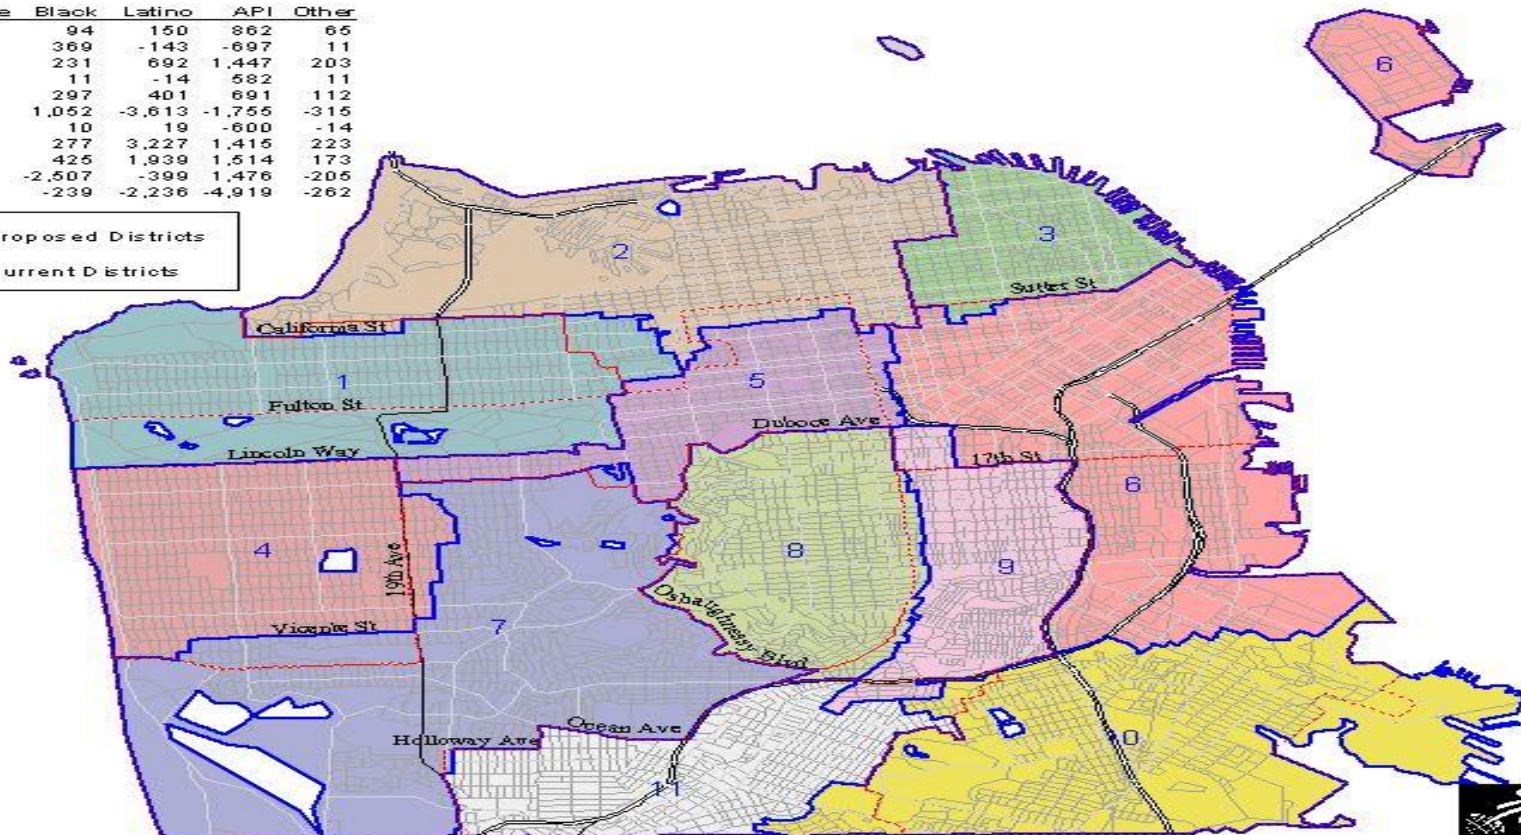 e Black Latino API Other
94 150 862 65
369 -143 -697 11
231 692 1,447 203
11 -14 582 11
297 401 691 112
1,052 -3,613 -1,755 -315
10 19 -600 -14
277 3,227 1,415 223
425 1,939 1,514 173
-2,507 -399 1,476 -205
-239 -2,236 -4,919 -262
roposed Districts
urrent Districts
6
2
3
Sutter St
California St
1
5
Fulton St
Duboce Ave
Lincoln Way
17th St
6
4
8
9
19th Ave
Oshaughnessy Blvd
Vicente St
7
Ocean Ave
Holloway Ave
10
11